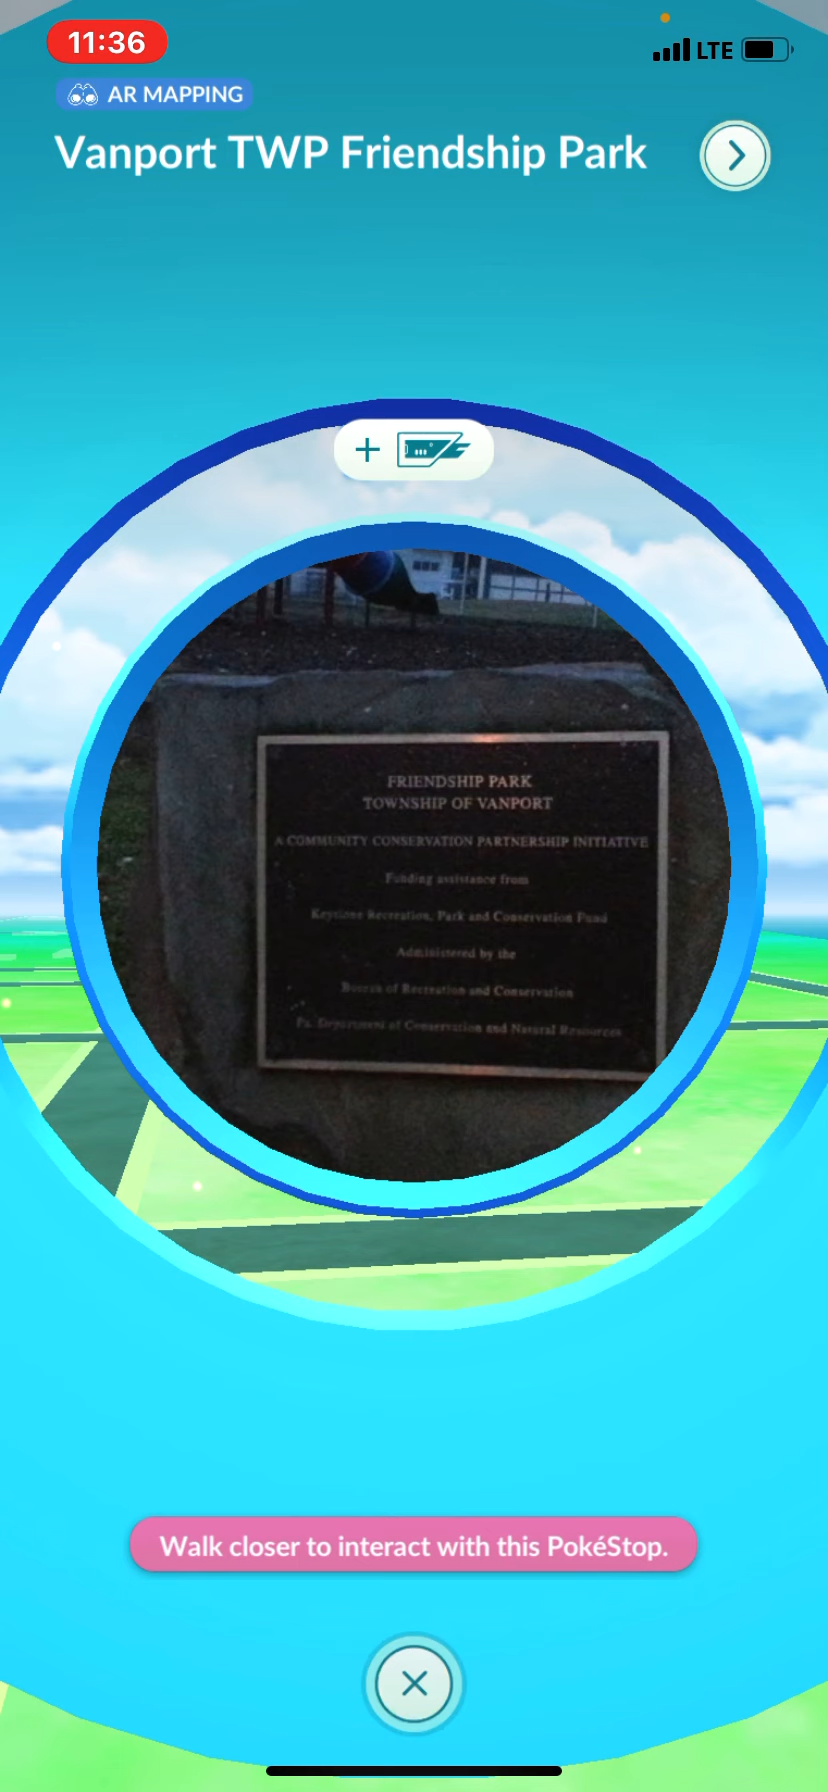 11:36
LTE
AR MAPPING
Vanport TWP Friendship Park
FRIENDSHIP PARK
TOWNSHIP OF VANPORT
A COMMUNITY CONSERVATION PARTNERSHIP INITIATIVE
Funding assistance from
Keystone Recreation, Park and Conservation Fund
Administered by the
Bureau of Recreation and Conservation
Pa. Department of Conservation and Natural Resources
Walk closer to interact with this PokéStop.